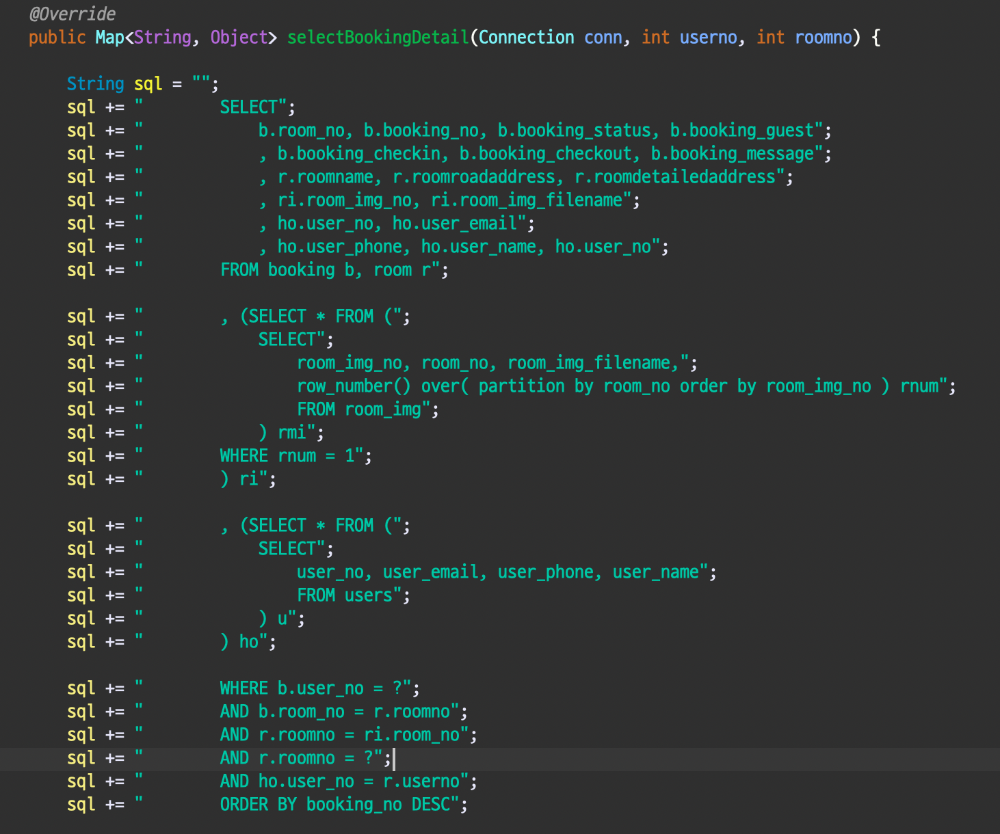 @Override
public Map<String, Object> selectBookingDetail(Connection conn, int userno, int roomno) {
String sql = "";
sql += "        SELECT";
sql += "            b.room_no, b.booking_no, b.booking_status, b.booking_guest";
sql += "            , b.booking_checkin, b.booking_checkout, b.booking_message";
sql += "            , r.roomname, r.roomroadaddress, r.roomdetailedaddress";
sql += "            , ri.room_img_no, ri.room_img_filename";
sql += "            , ho.user_no, ho.user_email";
sql += "            , ho.user_phone, ho.user_name, ho.user_no";
sql += "        FROM booking b, room r";
sql += "        , (SELECT * FROM (";
sql += "            SELECT";
sql += "                room_img_no, room_no, room_img_filename,";
sql += "                row_number() over( partition by room_no order by room_img_no ) rnum";
sql += "                FROM room_img";
sql += "            ) rmi";
sql += "        WHERE rnum = 1";
sql += "        ) ri";
sql += "        , (SELECT * FROM (";
sql += "            SELECT";
sql += "                user_no, user_email, user_phone, user_name";
sql += "                FROM users";
sql += "            ) u";
sql += "        ) ho";
sql += "        WHERE b.user_no = ?";
sql += "        AND b.room_no = r.roomno";
sql += "        AND r.roomno = ri.room_no";
sql += "        AND r.roomno = ?";
sql += "        AND ho.user_no = r.userno";
sql += "        ORDER BY booking_no DESC";